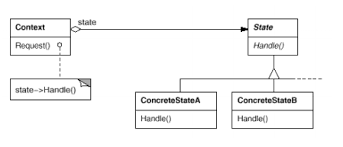 Context
Request()
state
State
Handle()
state->Handle()
ConcreteStateA
Handle()
ConcreteStateB
Handle()